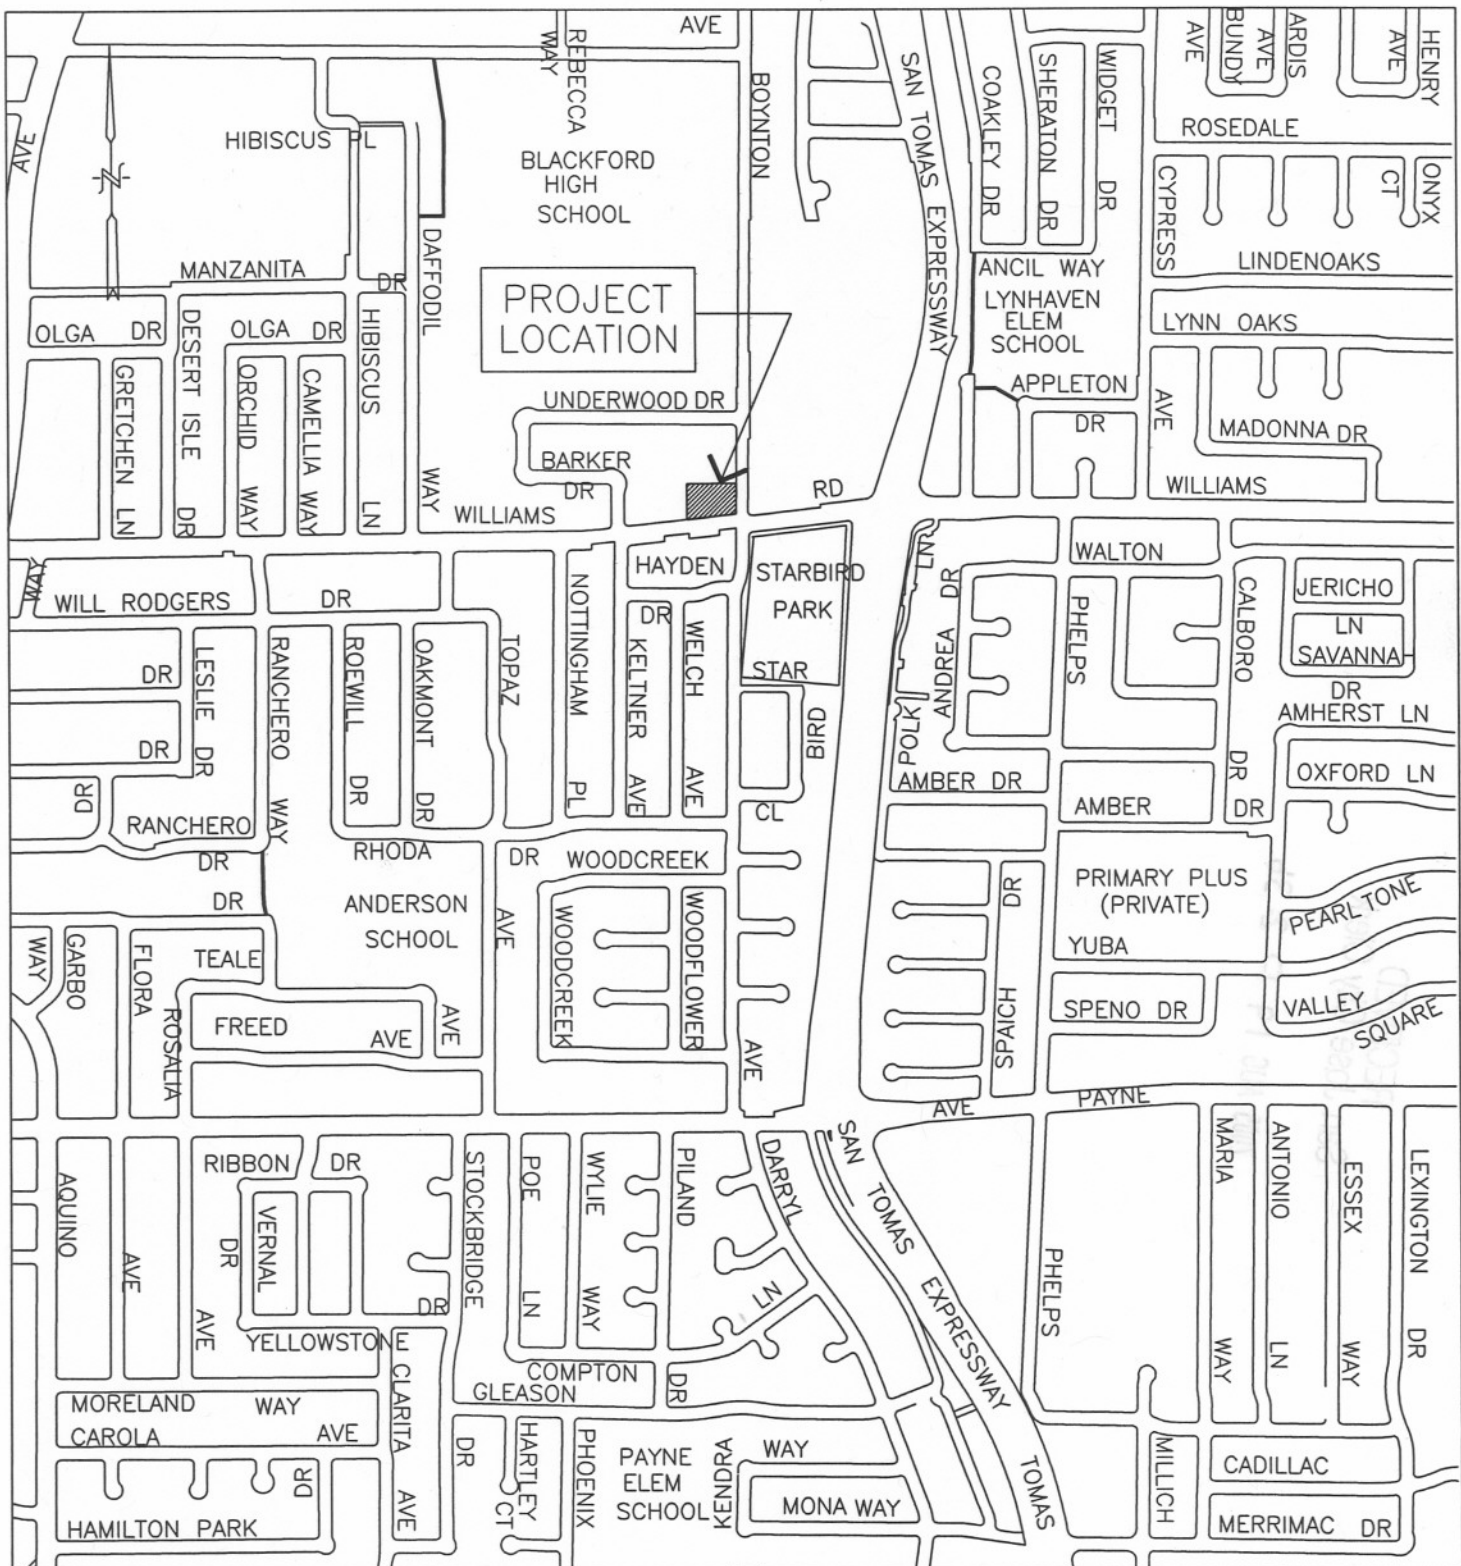 AVE
REBECCA
WAY
BOYNTON
SAN TOMAS EXPRESSWAY
COAKLEY DR
SHERATON DR
WIDGET DR
AVE
BUNDY
AVE
ARDIS
AVE
HENRY
AVE
HIBISCUS PL
BLACKFORD
HIGH
SCHOOL
ROSEDALE
CYPRESS
CT
ONYX
MANZANITA
DR
DAFFODIL
ANCIL WAY
LINDENOAKS
PROJECT
LOCATION
LYNHAVEN
ELEM
SCHOOL
OLGA DR
DESERT ISLE
DR
OLGA DR
HIBISCUS
LN
LYNN OAKS
GRETCHEN LN
ORCHID
WAY
CAMELLIA WAY
WAY
UNDERWOOD DR
APPLETON
DR
AVE
MADONNA DR
BARKER
DR
WILLIAMS
RD
WILLIAMS
WAY
WILL RODGERS
DR
HAYDEN
DR
STARBIRD
PARK
LN
WALTON
JERICHO
LN
SAVANNA
DR
NOTTINGHAM
PL
KELTNER
AVE
WELCH
AVE
STAR
BIRD
CL
POLK
ANDREA DR
PHELPS
CALBORO
DR
DR
LESLIE DR
RANCHERO
WAY
ROEWILL
DR
OAKMONT
DR
TOPAZ
AMHERST LN
DR
OXFORD LN
DR
AMBER DR
AMBER
DR
RANCHERO
DR
RHODA
DR
WOODCREEK
DR
ANDERSON
SCHOOL
AVE
DR
PRIMARY PLUS
(PRIVATE)
PEARLTONE
WAY
GARBO
FLORA
TEALE
WOODCREEK
WOODFLOWER
YUBA
ROSALIA
FREED
AVE
AVE
SPAICH
SPENO DR
VALLEY
SQUARE
AVE
AVE
PAYNE
RIBBON
DR
STOCKBRIDGE
POE
LN
WYLIE
WAY
PILAND
DARRYL
SAN TOMAS EXPRESSWAY
MARIA
WAY
ANTONIO
LN
ESSEX
WAY
LEXINGTON
DR
AQUINO
AVE
DR
VERNAL
AVE
DR
LN
PHELPS
YELLOWSTONE
CLARITA
AVE
COMPTON
GLEASON
DR
MORELAND WAY
CAROLA AVE
DR
DR
HARTLEY
CT
PHOENIX
PAYNE
ELEM
SCHOOL
KENDRA
WAY
MONA WAY
TOMAS
MILLICH
CADILLAC
HAMILTON PARK
MERRIMAC DR